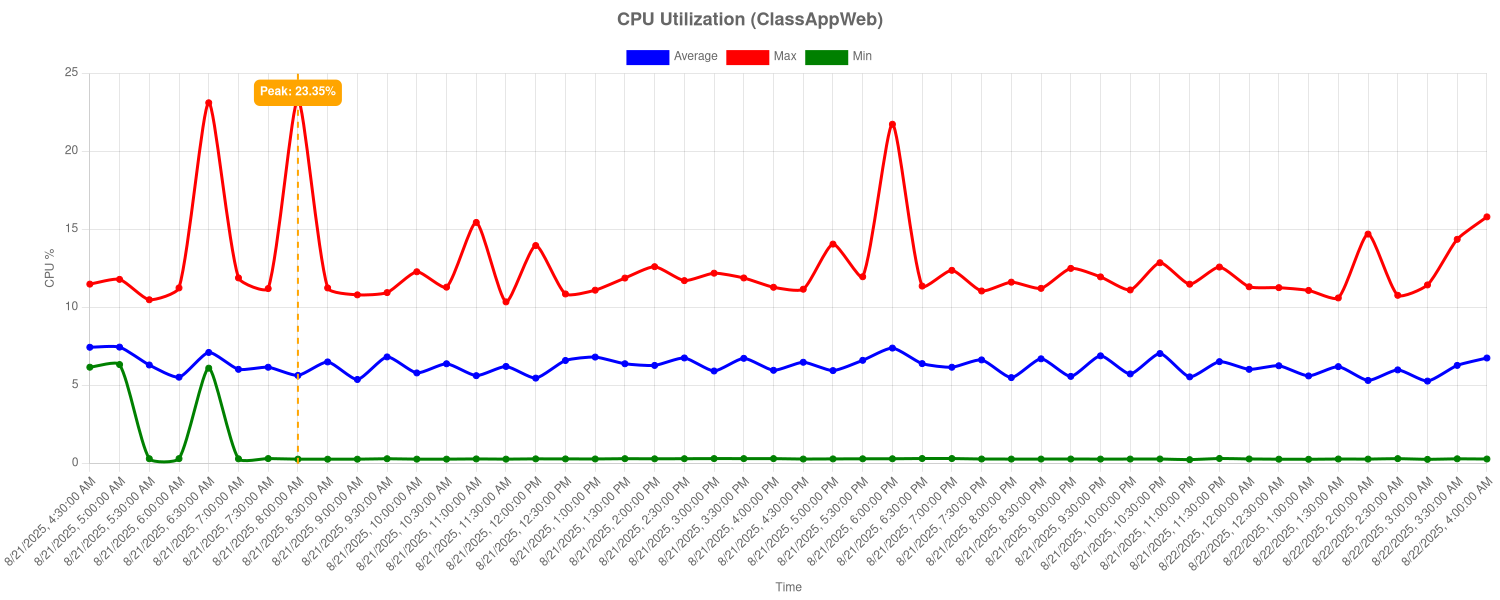 CPU Utilization (ClassAppWeb)
Average Max Min
25
Peak: 23.35%
20
15
CPU %
10
5
0
8/21/2025, 4:30:00 AM
8/21/2025, 5:00:00 AM
8/21/2025, 5:30:00 AM
8/21/2025, 6:00:00 AM
8/21/2025, 6:30:00 AM
8/21/2025, 7:00:00 AM
8/21/2025, 7:30:00 AM
8/21/2025, 8:00:00 AM
8/21/2025, 8:30:00 AM
8/21/2025, 9:00:00 AM
8/21/2025, 9:30:00 AM
8/21/2025, 10:00:00 AM
8/21/2025, 10:30:00 AM
8/21/2025, 11:00:00 AM
8/21/2025, 11:30:00 AM
8/21/2025, 12:00:00 PM
8/21/2025, 12:30:00 PM
8/21/2025, 1:00:00 PM
8/21/2025, 1:30:00 PM
8/21/2025, 2:00:00 PM
8/21/2025, 2:30:00 PM
8/21/2025, 3:00:00 PM
8/21/2025, 3:30:00 PM
8/21/2025, 4:00:00 PM
8/21/2025, 4:30:00 PM
8/21/2025, 5:00:00 PM
8/21/2025, 5:30:00 PM
8/21/2025, 6:00:00 PM
8/21/2025, 6:30:00 PM
8/21/2025, 7:00:00 PM
8/21/2025, 7:30:00 PM
8/21/2025, 8:00:00 PM
8/21/2025, 8:30:00 PM
8/21/2025, 9:00:00 PM
8/21/2025, 9:30:00 PM
8/21/2025, 10:00:00 PM
8/21/2025, 10:30:00 PM
8/21/2025, 11:00:00 PM
8/21/2025, 11:30:00 PM
8/22/2025, 12:00:00 AM
8/22/2025, 12:30:00 AM
8/22/2025, 1:00:00 AM
8/22/2025, 1:30:00 AM
8/22/2025, 2:00:00 AM
8/22/2025, 2:30:00 AM
8/22/2025, 3:00:00 AM
8/22/2025, 3:30:00 AM
8/22/2025, 4:00:00 AM
Time